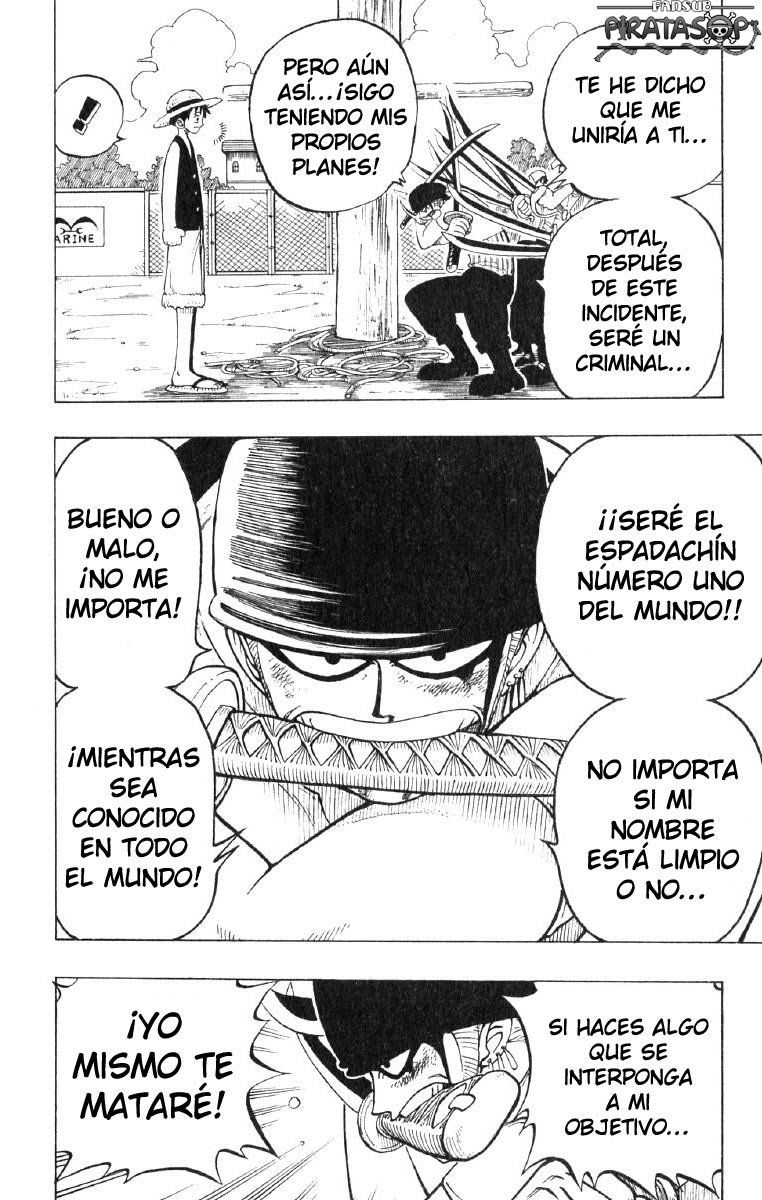 FANSUB
PIRATASOP
TE HE DICHO
QUE ME
UNIRÍA A TI...
TOTAL,
DESPUÉS
DE ESTE
INCIDENTE,
SERÉ UN
CRIMINAL...
PERO AÚN
ASÍ...¡SIGO
TENIENDO MIS
PROPIOS
PLANES!
!
ARINE
¡¡SERÉ EL
ESPADACHÍN
NÚMERO UNO
DEL MUNDO!!
NO IMPORTA
SI MI
NOMBRE
ESTÁ LIMPIO
O NO...
BUENO O
MALO,
¡NO ME
IMPORTA!
¡MIENTRAS
SEA
CONOCIDO
EN TODO
EL MUNDO!
SI HACES ALGO
QUE SE
INTERPONGA
A MI
OBJETIVO...
¡YO
MISMO TE
MATARÉ!